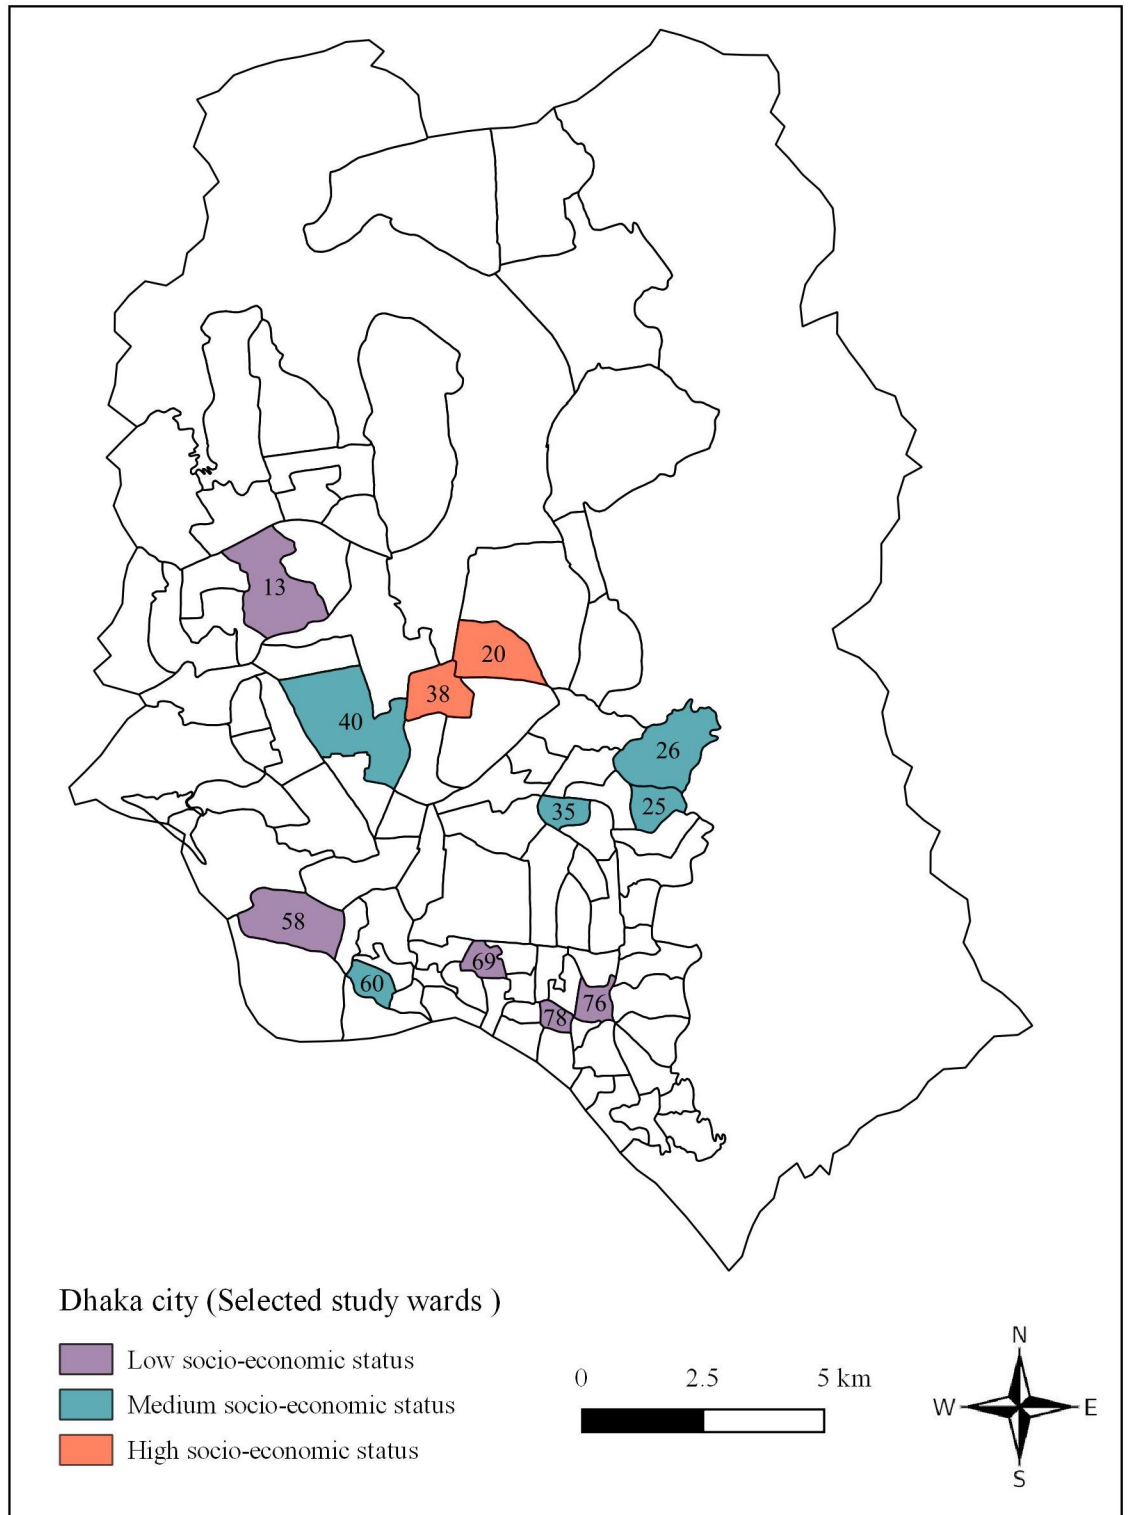 13
20
38
40
26
35
25
58
69
60
76
78
Dhaka city (Selected study wards )
Low socio-economic status
Medium socio-economic status
High socio-economic status
0 2.5 5 km
N
W E
S